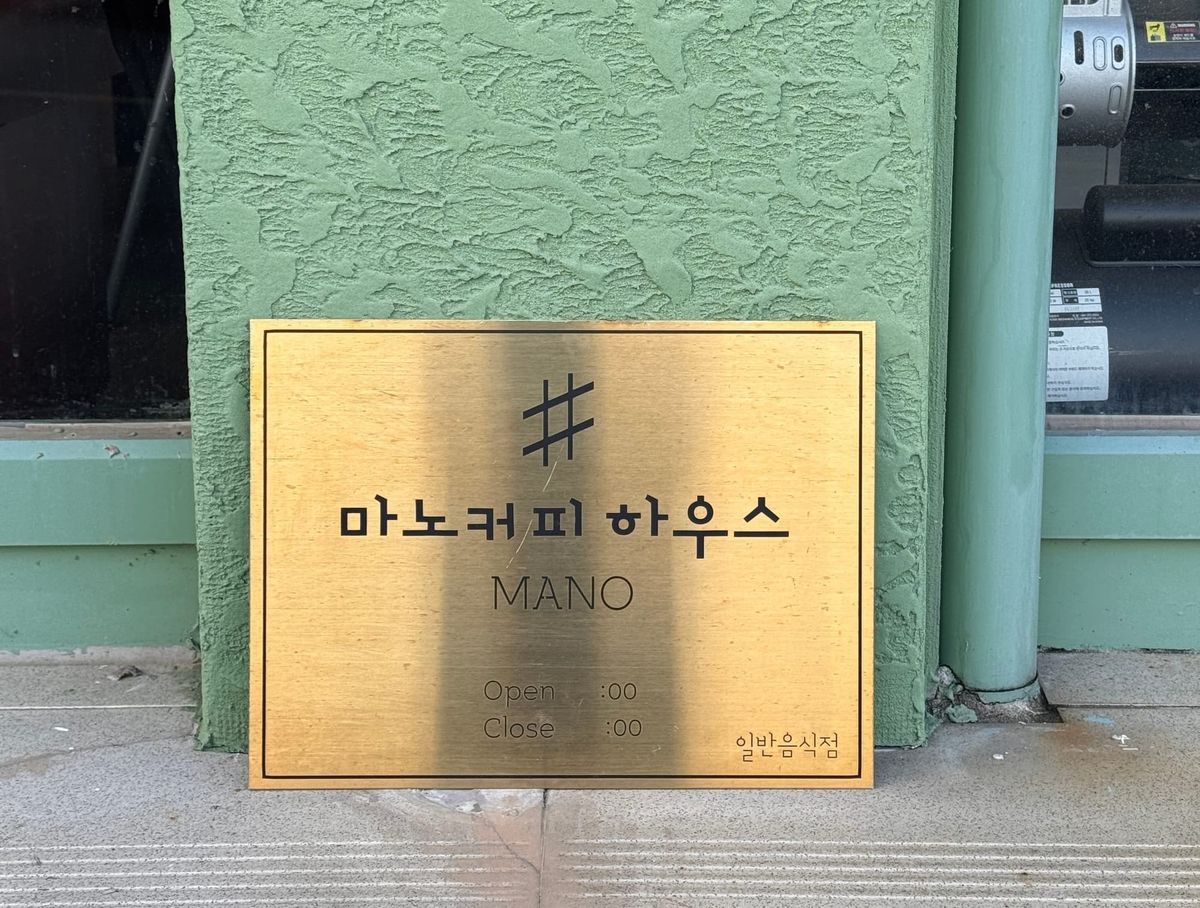 마노커피 하우스
MANO
Open :00
Close :00
일반음식점